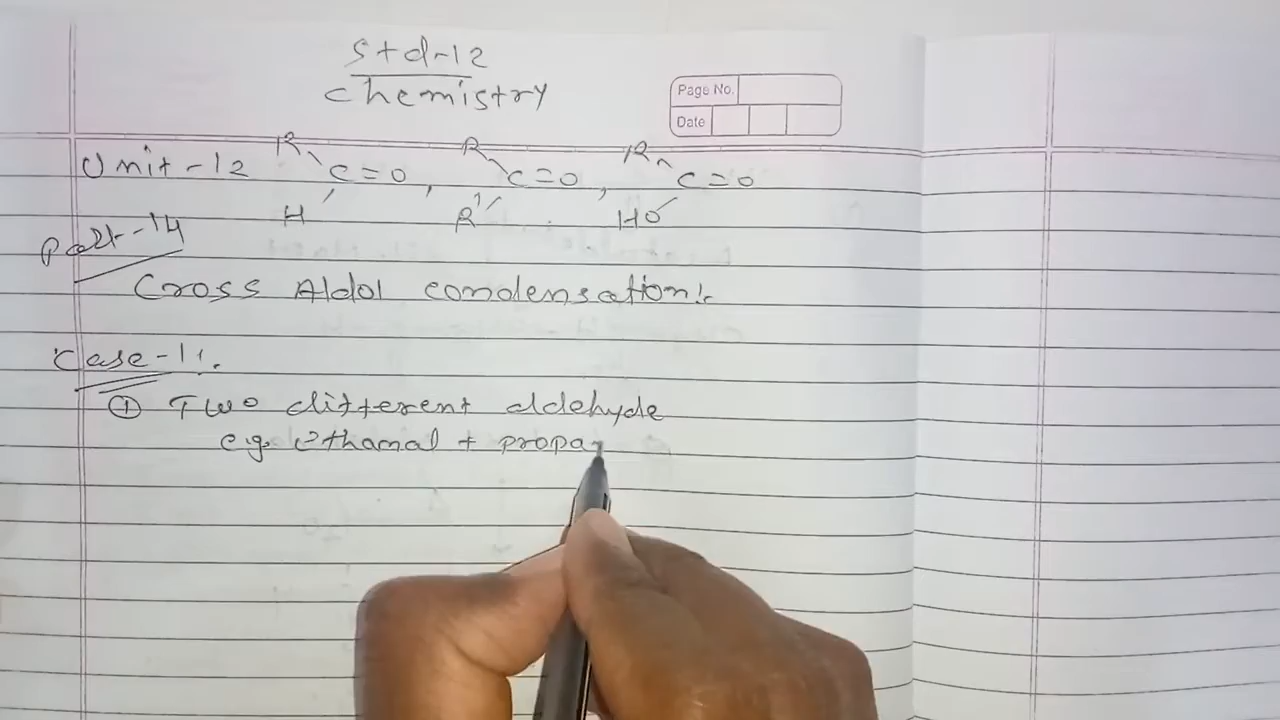 Std-12
Chemistry
Page No.
Date
Unit-12 R H C=O, R R' C=O, R HO C=O
Part-14
Cross Aldol condensation:-
Case-1:.
① Two different aldehyde
e.g. Ethanal + propan